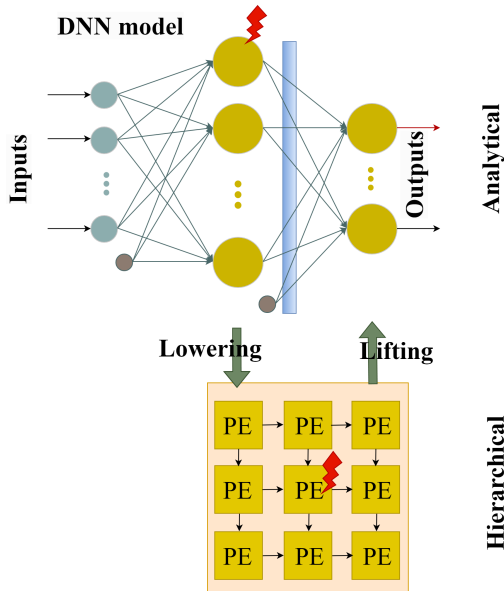 DNN model
Inputs
Outputs
Analytical
Lowering
Lifting
PE PE PE
PE PE PE
PE PE PE
Hierarchical